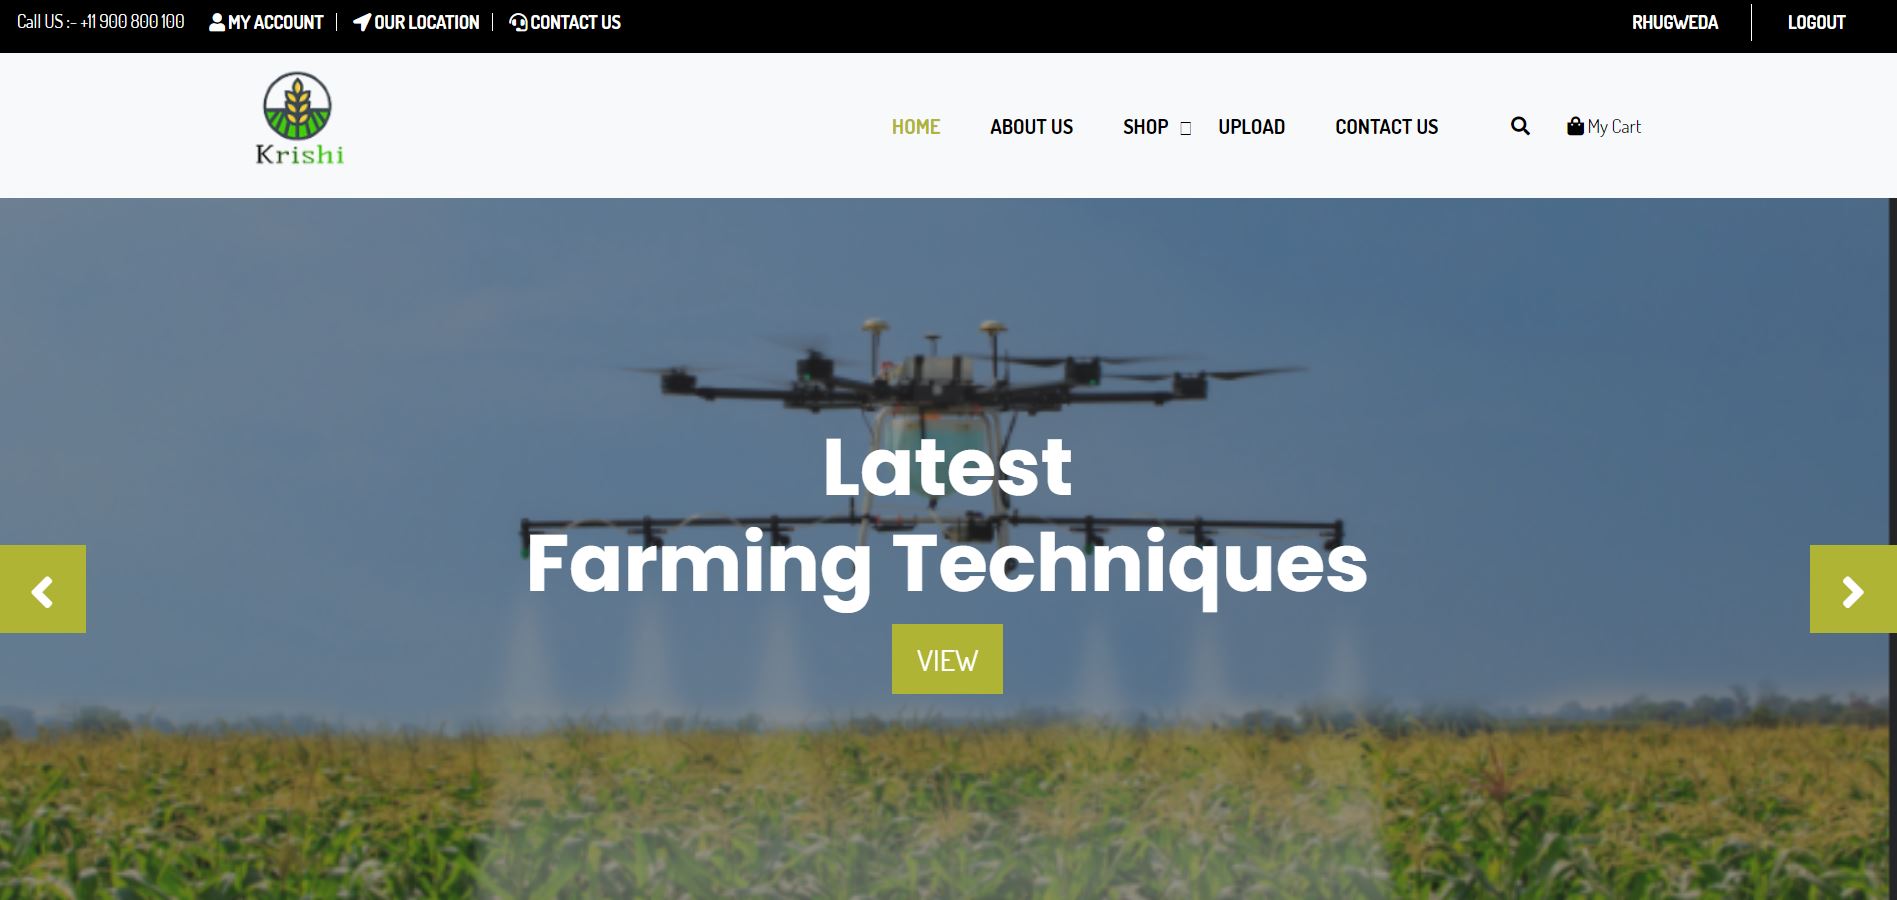 Call US :- +11 900 800 100 MY ACCOUNT OUR LOCATION CONTACT US RHUGWEDA LOGOUT
Krishi
HOME ABOUT US SHOP UPLOAD CONTACT US My Cart
Latest
Farming Techniques
VIEW